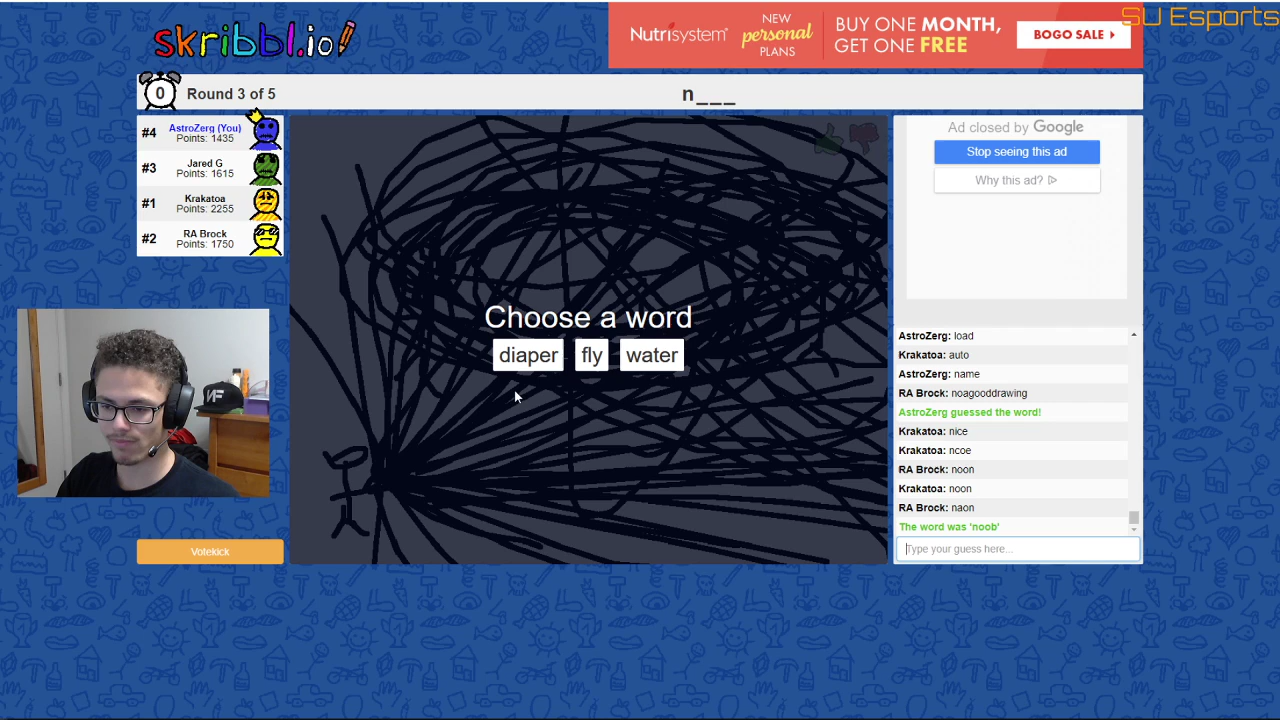 SU Esports
skribbl.io
Nutrisystem
NEW
personal
PLANS
BUY ONE MONTH,
GET ONE FREE
BOGO SALE
0
Round 3 of 5
n___
#4
AstroZerg (You)
Points: 1435
#3
Jared G
Points: 1615
#1
Krakatoa
Points: 2255
#2
RA Brock
Points: 1750
Votekick
Choose a word
diaper
fly
water
Ad closed by Google
Stop seeing this ad
Why this ad?
AstroZerg: load
Krakatoa: auto
AstroZerg: name
RA Brock: noagooddrawing
AstroZerg guessed the word!
Krakatoa: nice
Krakatoa: ncoe
RA Brock: noon
Krakatoa: noon
RA Brock: naon
The word was 'noob'
Type your guess here...
NF